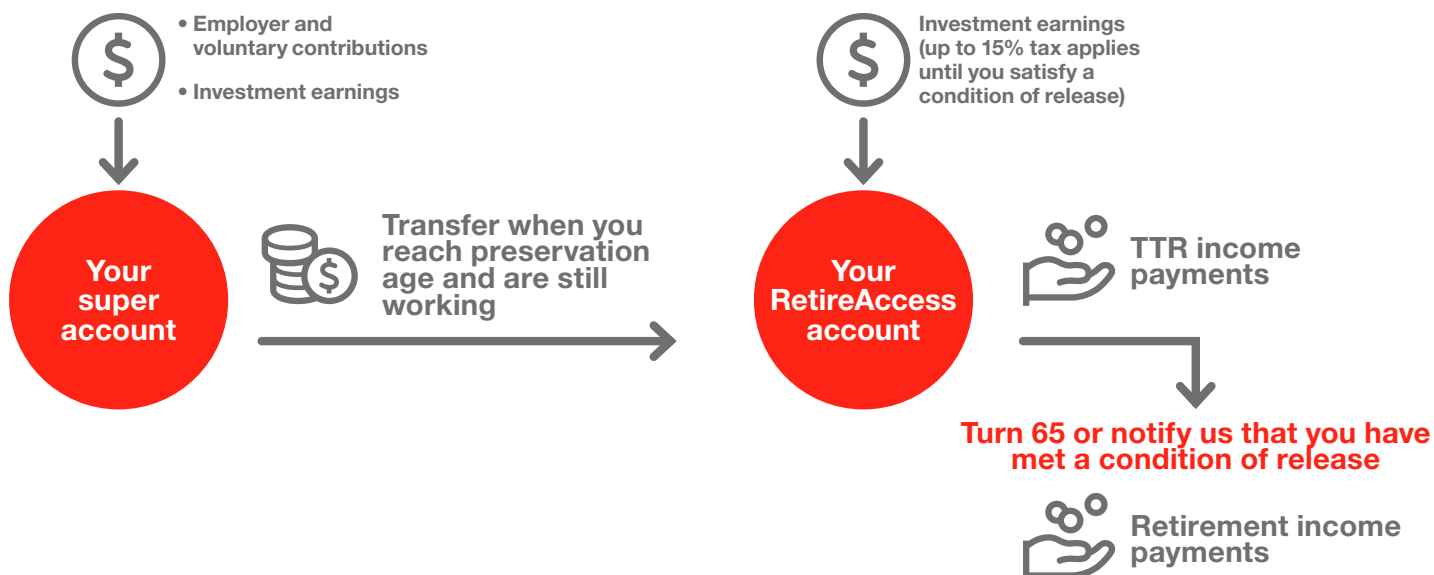 $
• Employer and
voluntary contributions
• Investment earnings
Your
super
account
$
Transfer when you
reach preservation
age and are still
working
$
Investment earnings
(up to 15% tax applies
until you satisfy a
condition of release)
Your
RetireAccess
account
TTR income
payments
Turn 65 or notify us that you have
met a condition of release
Retirement income
payments